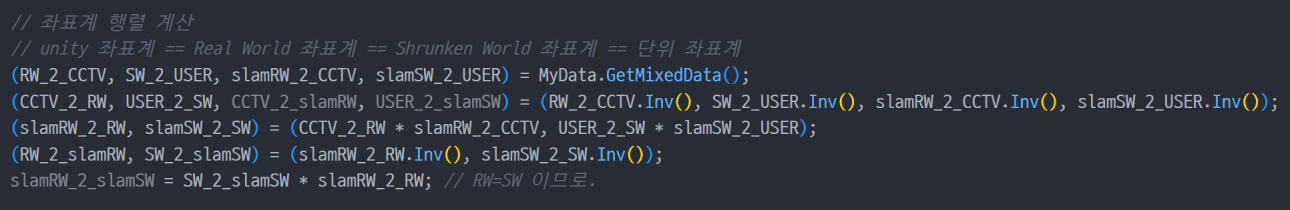 // 좌표계 행렬 계산
// unity 좌표계 == Real World 좌표계 == Shrunken World 좌표계 == 단위 좌표계
(RW_2_CCTV, SW_2_USER, slamRW_2_CCTV, slamSW_2_USER) = MyData.GetMixedData();
(CCTV_2_RW, USER_2_SW, CCTV_2_slamRW, USER_2_slamSW) = (RW_2_CCTV.Inv(), SW_2_USER.Inv(), slamRW_2_CCTV.Inv(), slamSW_2_USER.Inv());
(slamRW_2_RW, slamSW_2_SW) = (CCTV_2_RW * slamRW_2_CCTV, USER_2_SW * slamSW_2_USER);
(RW_2_slamRW, SW_2_slamSW) = (slamRW_2_RW.Inv(), slamSW_2_SW.Inv());
slamRW_2_slamSW = SW_2_slamSW * slamRW_2_RW; // RW=SW 이므로.